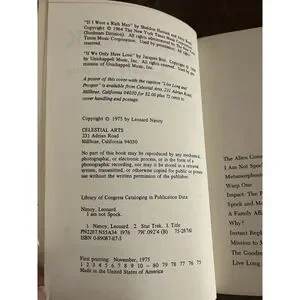 "If I Were a Rich Man" by Sheldon Harnick and
Copyright © 1964 The New York Times Music Corporation
(Sunbeam Division). All rights administered by The New York
Times Music Corporation. Used by permission. All rights
"If We Only Have Love" by Jacques Brel. Copyright ©
by Unichappell Music, Inc. All rights reserved. Used by
mission of Unichappell Music, Inc.
A poster of this cover with the caption "Live Long and
Prosper" is available from Celestial Arts, 231 Adrian Road,
Millbrae, California 94030 for $2.00 plus 75 cents to
cover handling and postage.
Copyright © 1975 by Leonard Nimoy
CELESTIAL ARTS
231 Adrian Road
Millbrae, California 94030
No part of this book may be reproduced by any mechanical,
photographic, or electronic process, or in the form of a
phonographic recording, nor may it be stored in a retrieval
system, transmitted, or otherwise copied for public or private
use without the written permission of the publisher.
Library of Congress Cataloging in Publication Data
Nimoy, Leonard.
I am not Spock.
1. Nimoy, Leonard. 2. Star Trek. I. Title
PN2287.N55A34 1976 791'.092'4 (B) 75-28761
ISBN 0-89087-117-5
First printing: November, 1975
1 2 3 4 5 6 7 8 9 10 - 80 79 78 77 76 75
Made in the United States of America
The Alien Cometh
I am Not Spock
Metamorphosis
Warp One
Impact: The
Spock and Me
A Family Affair
Why?
Instant Replay
Mission to
The Goodness
Live Long